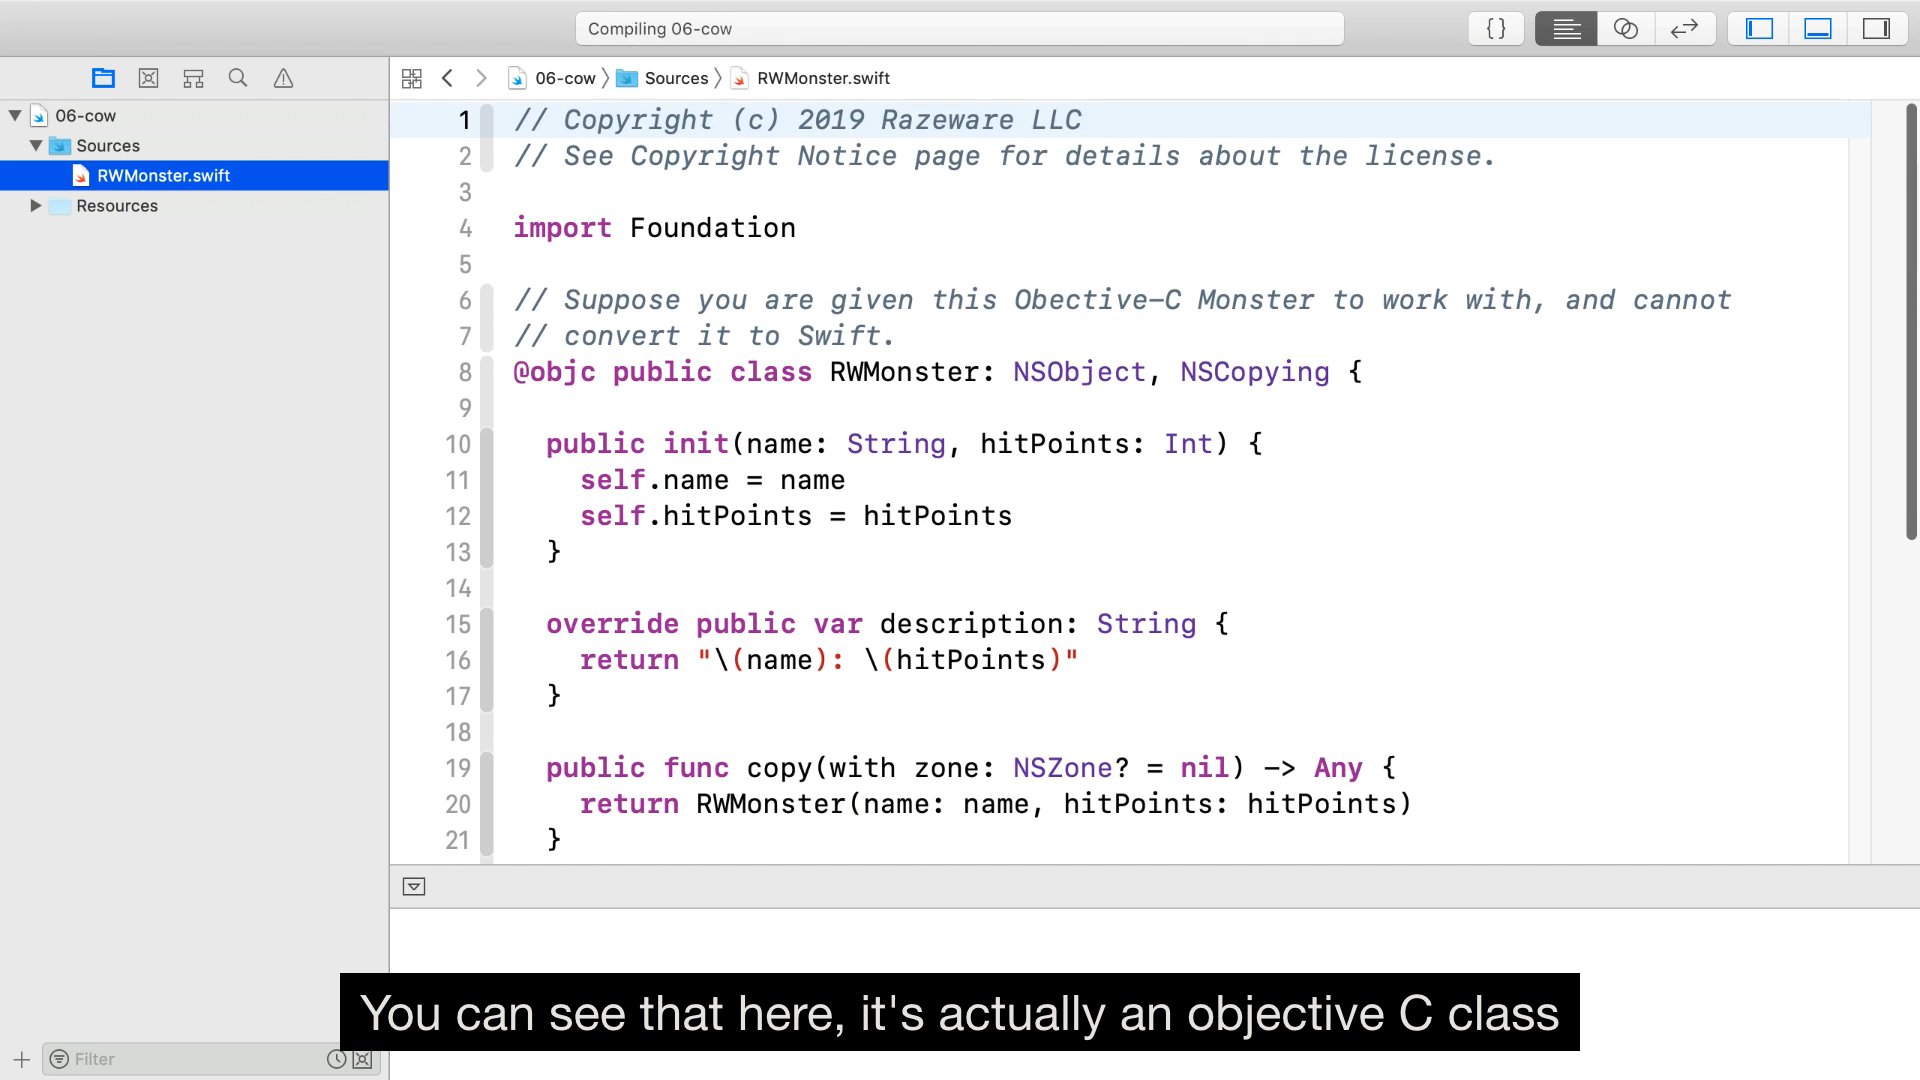 Compiling 06-cow
{}
06-cow
Sources
RWMonster.swift
Resources
06-cow 〉 Sources 〉 RWMonster.swift
1 // Copyright (c) 2019 Razeware LLC
2 // See Copyright Notice page for details about the license.
3
4 import Foundation
5
6 // Suppose you are given this Obective-C Monster to work with, and cannot
7 // convert it to Swift.
8 @objc public class RWMonster: NSObject, NSCopying {
9
10 public init(name: String, hitPoints: Int) {
11 self.name = name
12 self.hitPoints = hitPoints
13 }
14
15 override public var description: String {
16 return "\(name): \(hitPoints)"
17 }
18
19 public func copy(with zone: NSZone? = nil) -> Any {
20 return RWMonster(name: name, hitPoints: hitPoints)
21 }
You can see that here, it's actually an objective C class
Filter